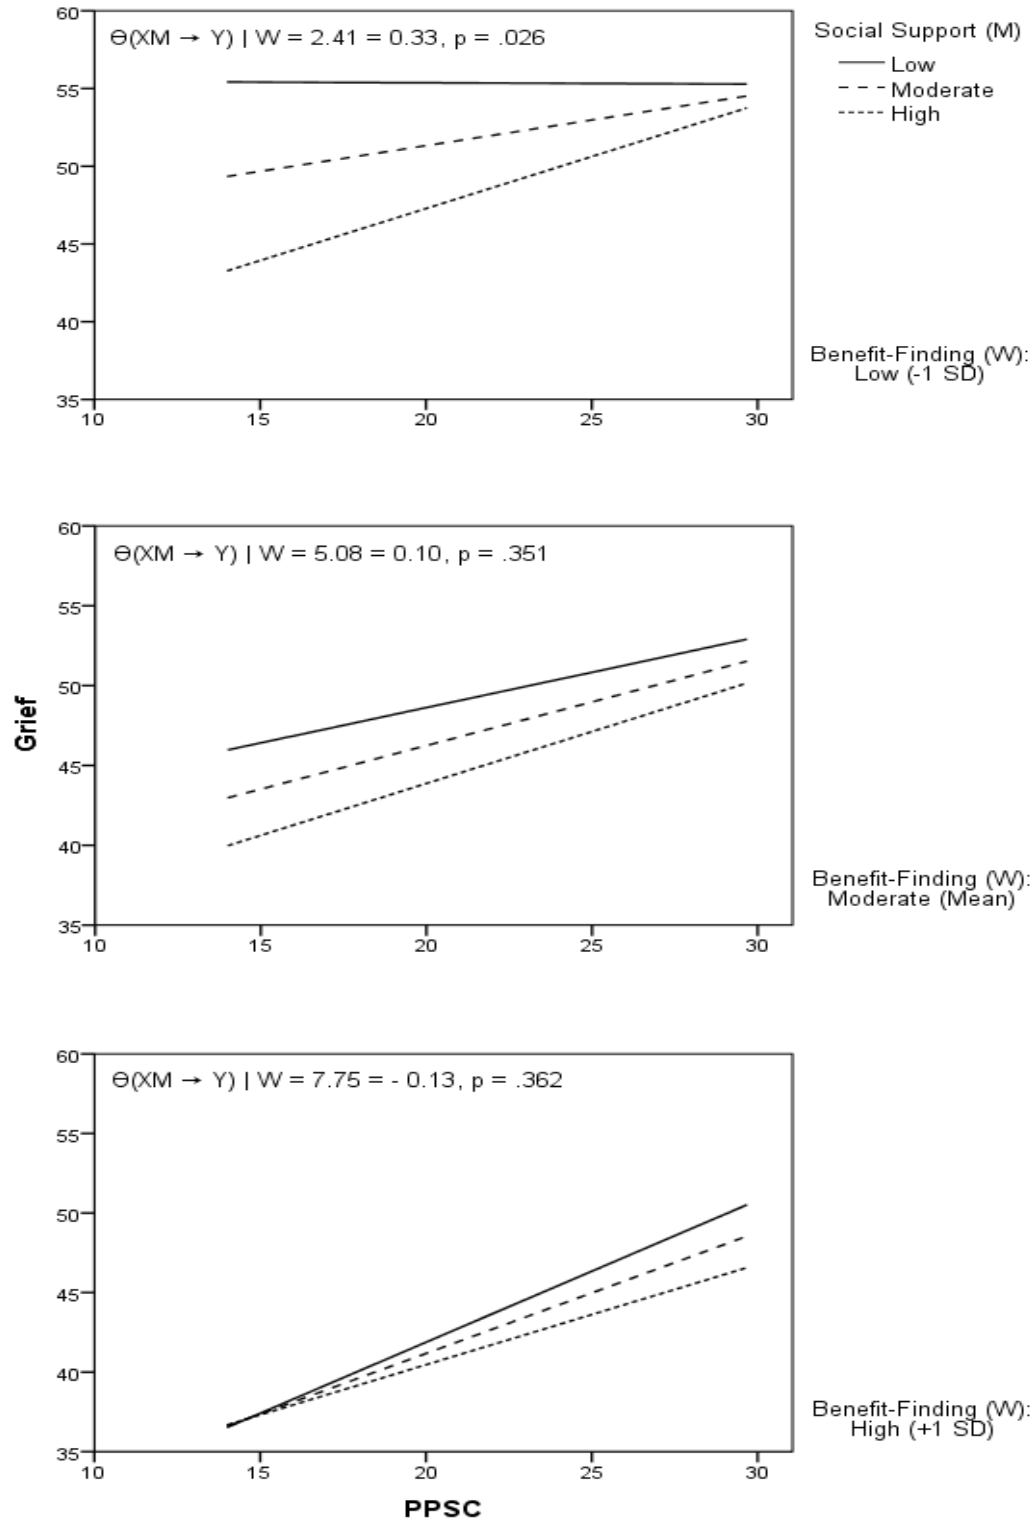 60
Ɵ(XM → Y) | W = 2.41 = 0.33, p = .026
55
50
45
40
35
10 15 20 25 30
Social Support (M)
Low
Moderate
High
Benefit-Finding (W):
Low (-1 SD)
60
Ɵ(XM → Y) | W = 5.08 = 0.10, p = .351
55
50
45
40
35
10 15 20 25 30
Grief
Benefit-Finding (W):
Moderate (Mean)
60
Ɵ(XM → Y) | W = 7.75 = - 0.13, p = .362
55
50
45
40
35
10 15 20 25 30
Benefit-Finding (W):
High (+1 SD)
PPSC